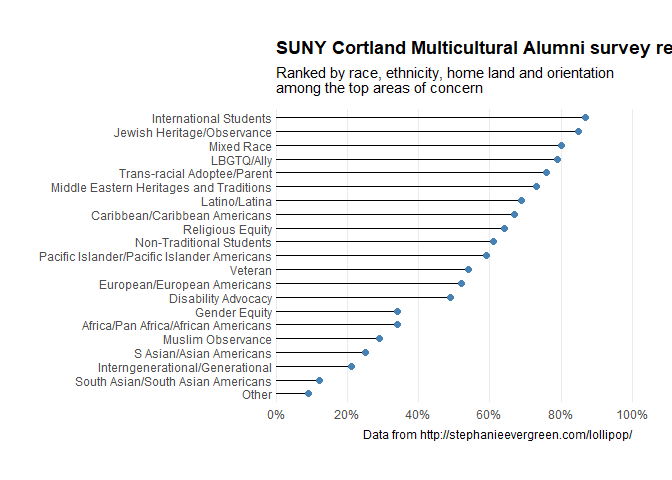 SUNY Cortland Multicultural Alumni survey re
Ranked by race, ethnicity, home land and orientation
among the top areas of concern
International Students
Jewish Heritage/Observance
Mixed Race
LBGTQ/Ally
Trans-racial Adoptee/Parent
Middle Eastern Heritages and Traditions
Latino/Latina
Caribbean/Caribbean Americans
Religious Equity
Non-Traditional Students
Pacific Islander/Pacific Islander Americans
Veteran
European/European Americans
Disability Advocacy
Gender Equity
Africa/Pan Africa/African Americans
Muslim Observance
S Asian/Asian Americans
Interngenerational/Generational
South Asian/South Asian Americans
Other
0% 20% 40% 60% 80% 100%
Data from http://stephanieevergreen.com/lollipop/